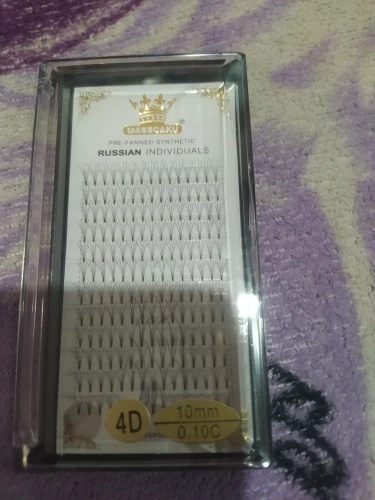 MASSCAKU
®
PRE-FANNED SYNTHETIC
RUSSIAN INDIVIDUALS
4D
10mm
0.10C